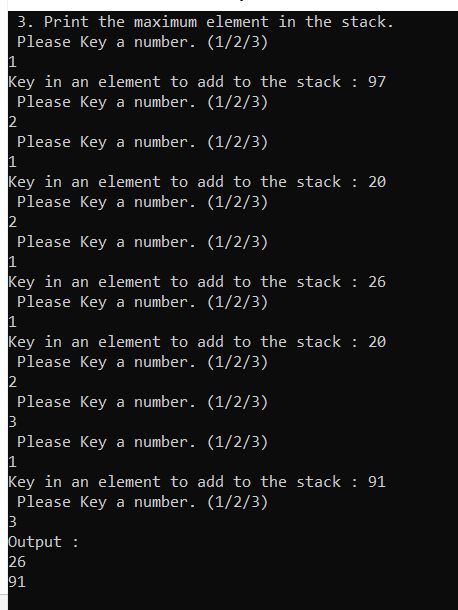 3. Print the maximum element in the stack.
Please Key a number. (1/2/3)
1
Key in an element to add to the stack : 97
Please Key a number. (1/2/3)
2
Please Key a number. (1/2/3)
1
Key in an element to add to the stack : 20
Please Key a number. (1/2/3)
2
Please Key a number. (1/2/3)
1
Key in an element to add to the stack : 26
Please Key a number. (1/2/3)
1
Key in an element to add to the stack : 20
Please Key a number. (1/2/3)
2
Please Key a number. (1/2/3)
3
Please Key a number. (1/2/3)
1
Key in an element to add to the stack : 91
Please Key a number. (1/2/3)
3
Output :
26
91